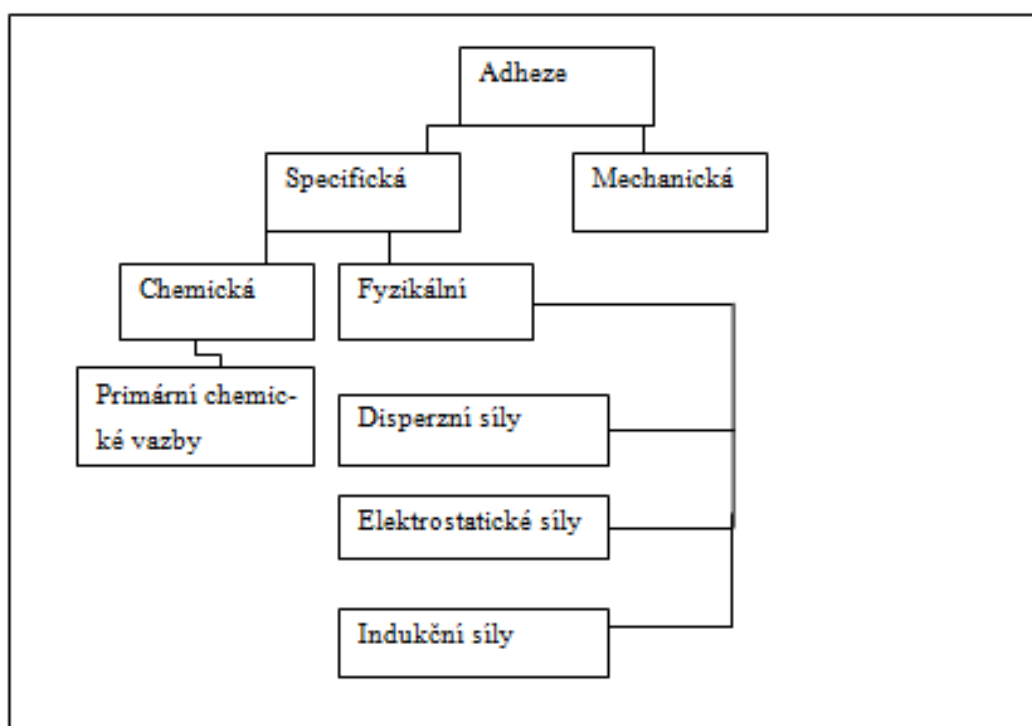 Adheze
Specifická
Mechanická
Chemická
Fyzikální
Primární chemic-
ké vazby
Disperzní síly
Elektrostatické síly
Indukční síly